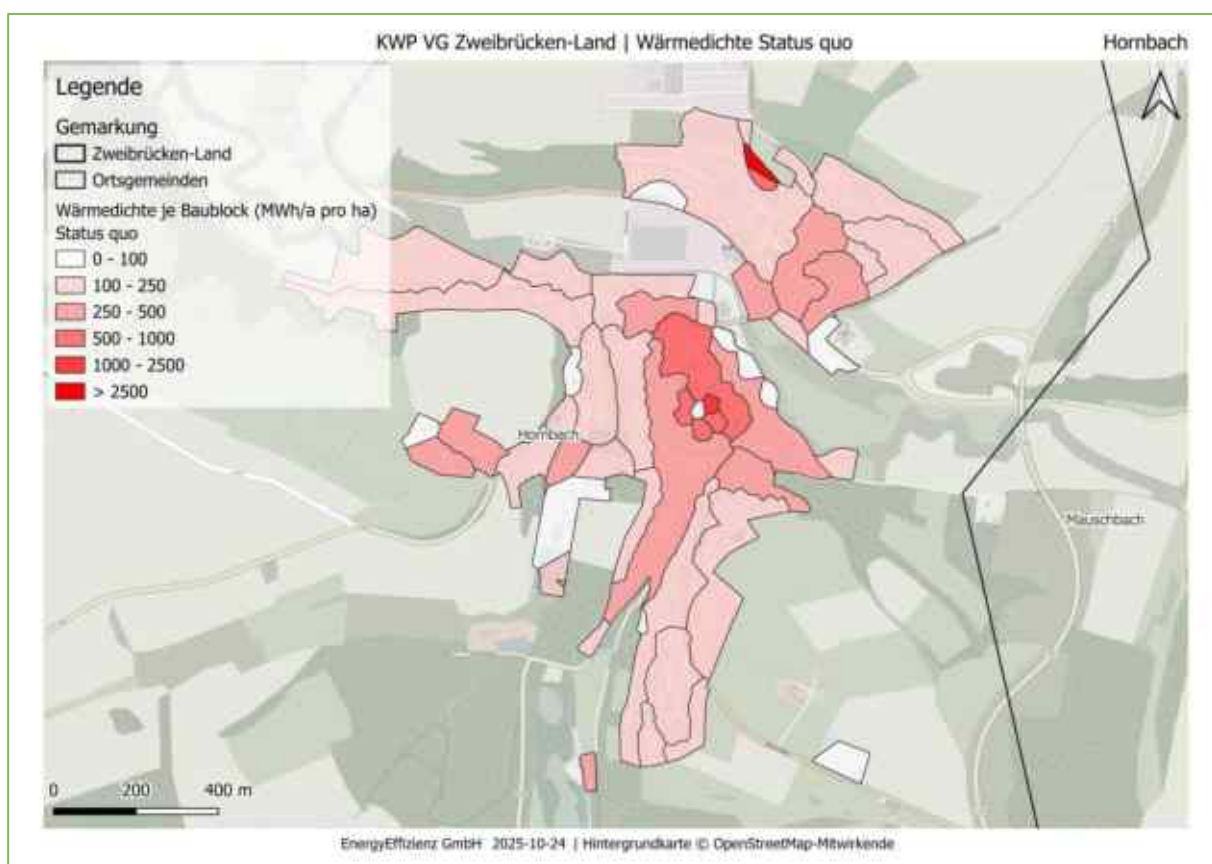 KWP VG Zweibrücken-Land | Wärmedichte Status quo
Hornbach
Legende
Gemarkung
Zweibrücken-Land
Ortsgemeinden
Wärmedichte je Baublock (MWh/a pro ha)
Status quo
0 - 100
100 - 250
250 - 500
500 - 1000
1000 - 2500
> 2500
Hornbach
Mauschbach
0 200 400 m
EnergyEffizienz GmbH 2025-10-24 | Hintergrundkarte © OpenStreetMap-Mitwirkende